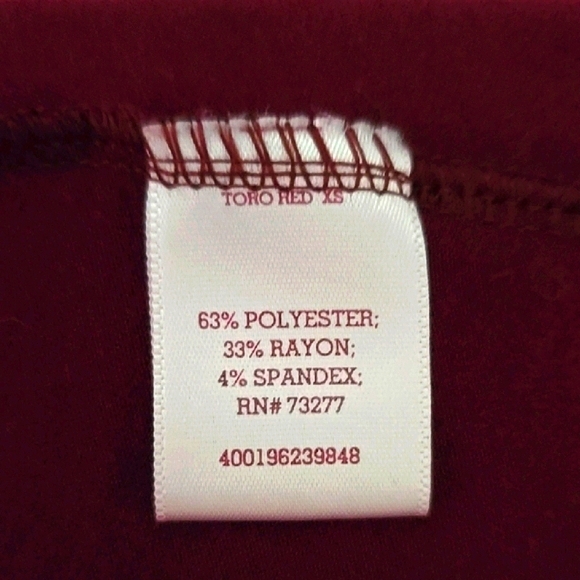 TORO RED XS
63% POLYESTER;
33% RAYON;
4% SPANDEX;
RN# 73277
400196239848